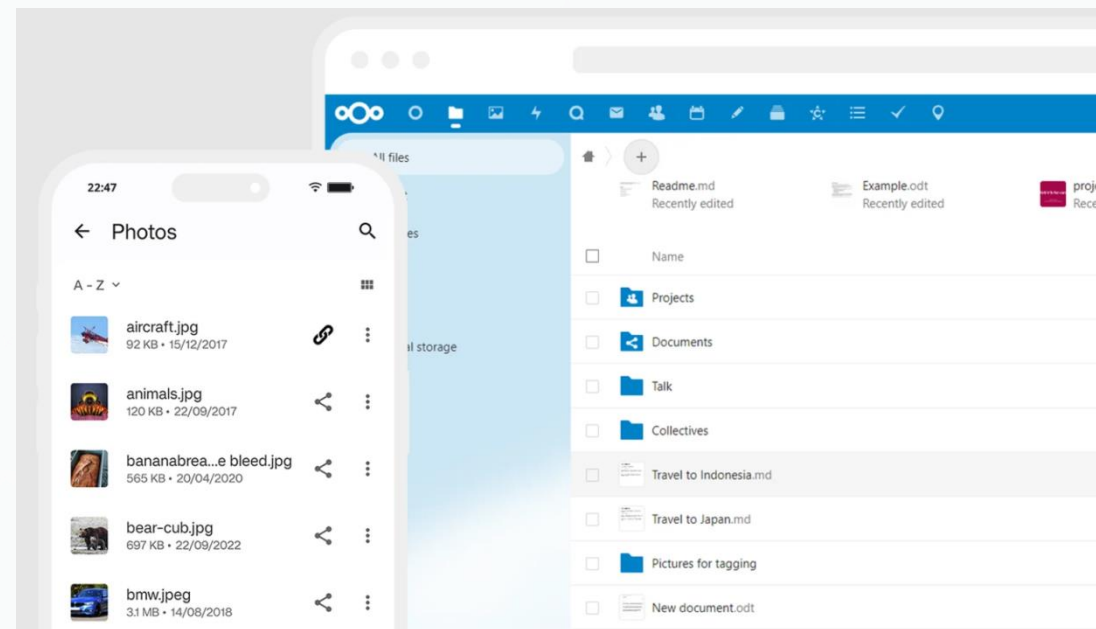 22:47
Photos
A - Z
aircraft.jpg
92 KB • 15/12/2017
animals.jpg
120 KB • 22/09/2017
bananabrea...e bleed.jpg
565 KB • 20/04/2020
bear-cub.jpg
697 KB • 22/09/2022
bmw.jpeg
3.1 MB • 14/08/2018
All files
es
al storage
Readme.md
Recently edited
Example.odt
Recently edited
proj
Rece
Name
Projects
Documents
Talk
Collectives
Travel to Indonesia.md
Travel to Japan.md
Pictures for tagging
New document.odt